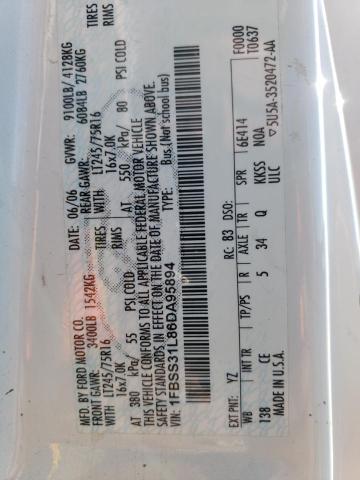 MFD. BY FORD MOTOR CO.
DATE: 06/06 GVWR: 9100LB/ 4128KG
FRONT GAWR: 3400LB 1542KG REAR GAWR: 6084LB 2760KG
WITH LT245/75R16 TIRES WITH LT245/75R16 TIRES
16x7.0K RIMS 16x7.0K RIMS
AT 380 kPa/ 55 PSI COLD AT 550 kPa/ 80 PSI COLD
THIS VEHICLE CONFORMS TO ALL APPLICABLE FEDERAL MOTOR VEHICLE
SAFETY STANDARDS IN EFFECT ON THE DATE OF MANUFACTURE SHOWN ABOVE.
VIN: 1FBSS31L86DA95894
TYPE: Bus (Not school bus)
F0000
T0637
EXT PNT: YZ RC: 83 DSO:
WB INT TR TP/PS R AXLE TR SPR 6E414
138 CE 5 34 Q KKSS NOA
MADE IN U.S.A. ULC ▽5U5A-3520472-AA